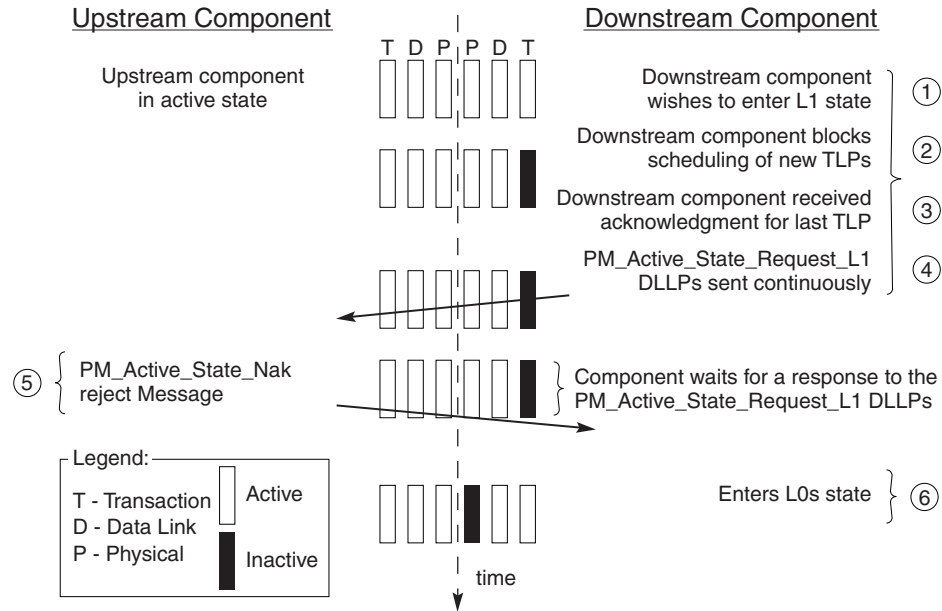 Upstream Component
Downstream Component
T D P P D T
Upstream component
in active state
Downstream component
wishes to enter L1 state
1
Downstream component blocks
scheduling of new TLPs
2
Downstream component received
acknowledgment for last TLP
3
PM_Active_State_Request_L1
DLLPs sent continuously
4
5
PM_Active_State_Nak
reject Message
Component waits for a response to the
PM_Active_State_Request_L1 DLLPs
Legend:
T - Transaction
D - Data Link
P - Physical
Active
Inactive
Enters L0s state
6
time